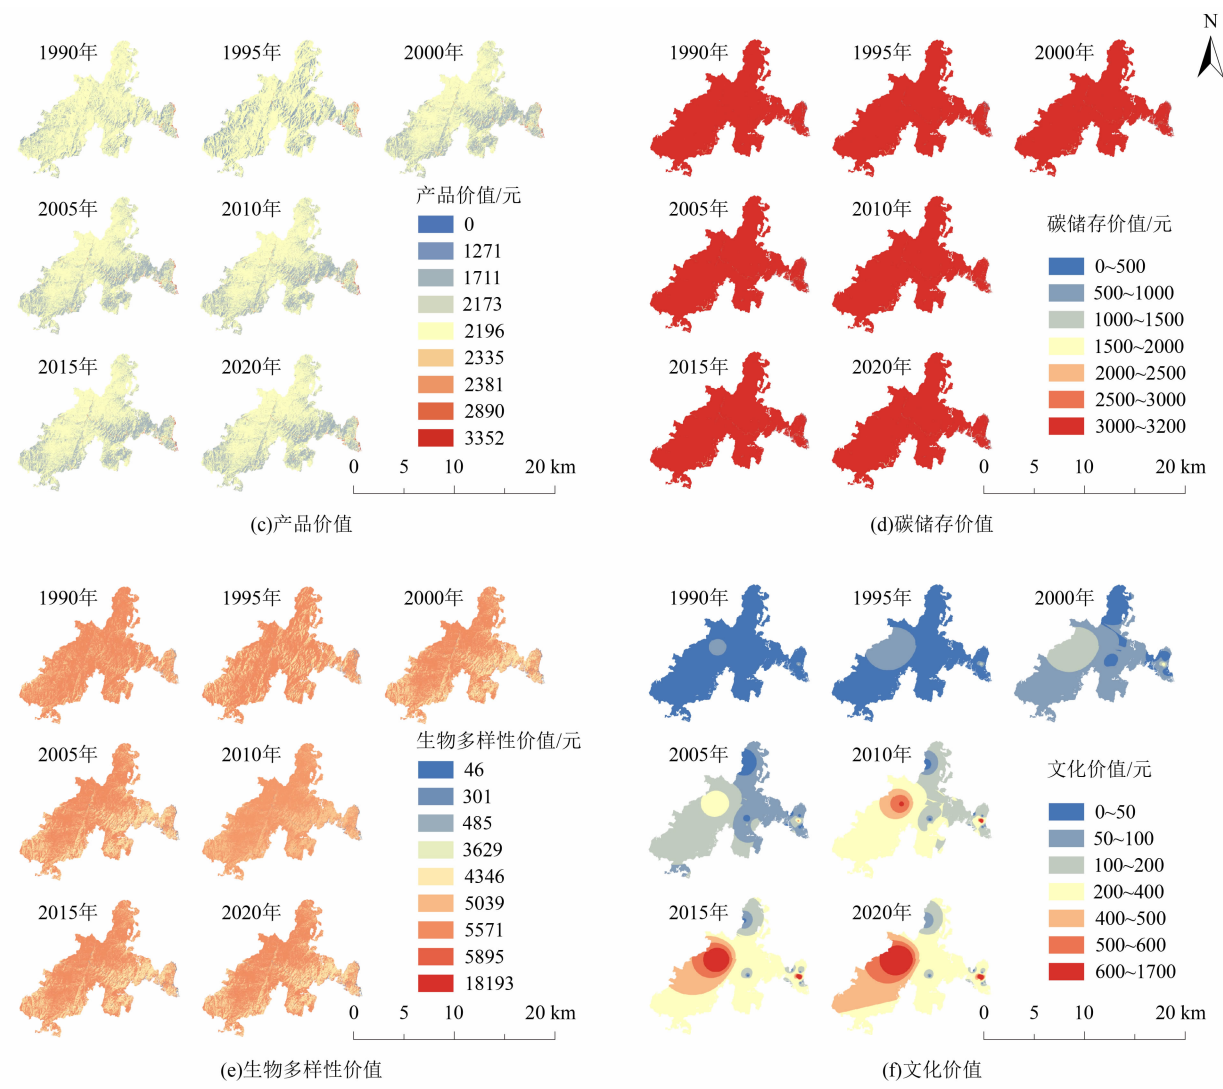 N
1990年
1995年
2000年
2005年
2010年
2015年
2020年
产品价值/元
0
1271
1711
2173
2196
2335
2381
2890
3352
0 5 10 20 km
(c)产品价值
1990年
1995年
2000年
2005年
2010年
2015年
2020年
碳储存价值/元
0~500
500~1000
1000~1500
1500~2000
2000~2500
2500~3000
3000~3200
0 5 10 20 km
(d)碳储存价值
1990年
1995年
2000年
2005年
2010年
2015年
2020年
生物多样性价值/元
46
301
485
3629
4346
5039
5571
5895
18193
0 5 10 20 km
(e)生物多样性价值
1990年
1995年
2000年
2005年
2010年
2015年
2020年
文化价值/元
0~50
50~100
100~200
200~400
400~500
500~600
600~1700
0 5 10 20 km
(f)文化价值